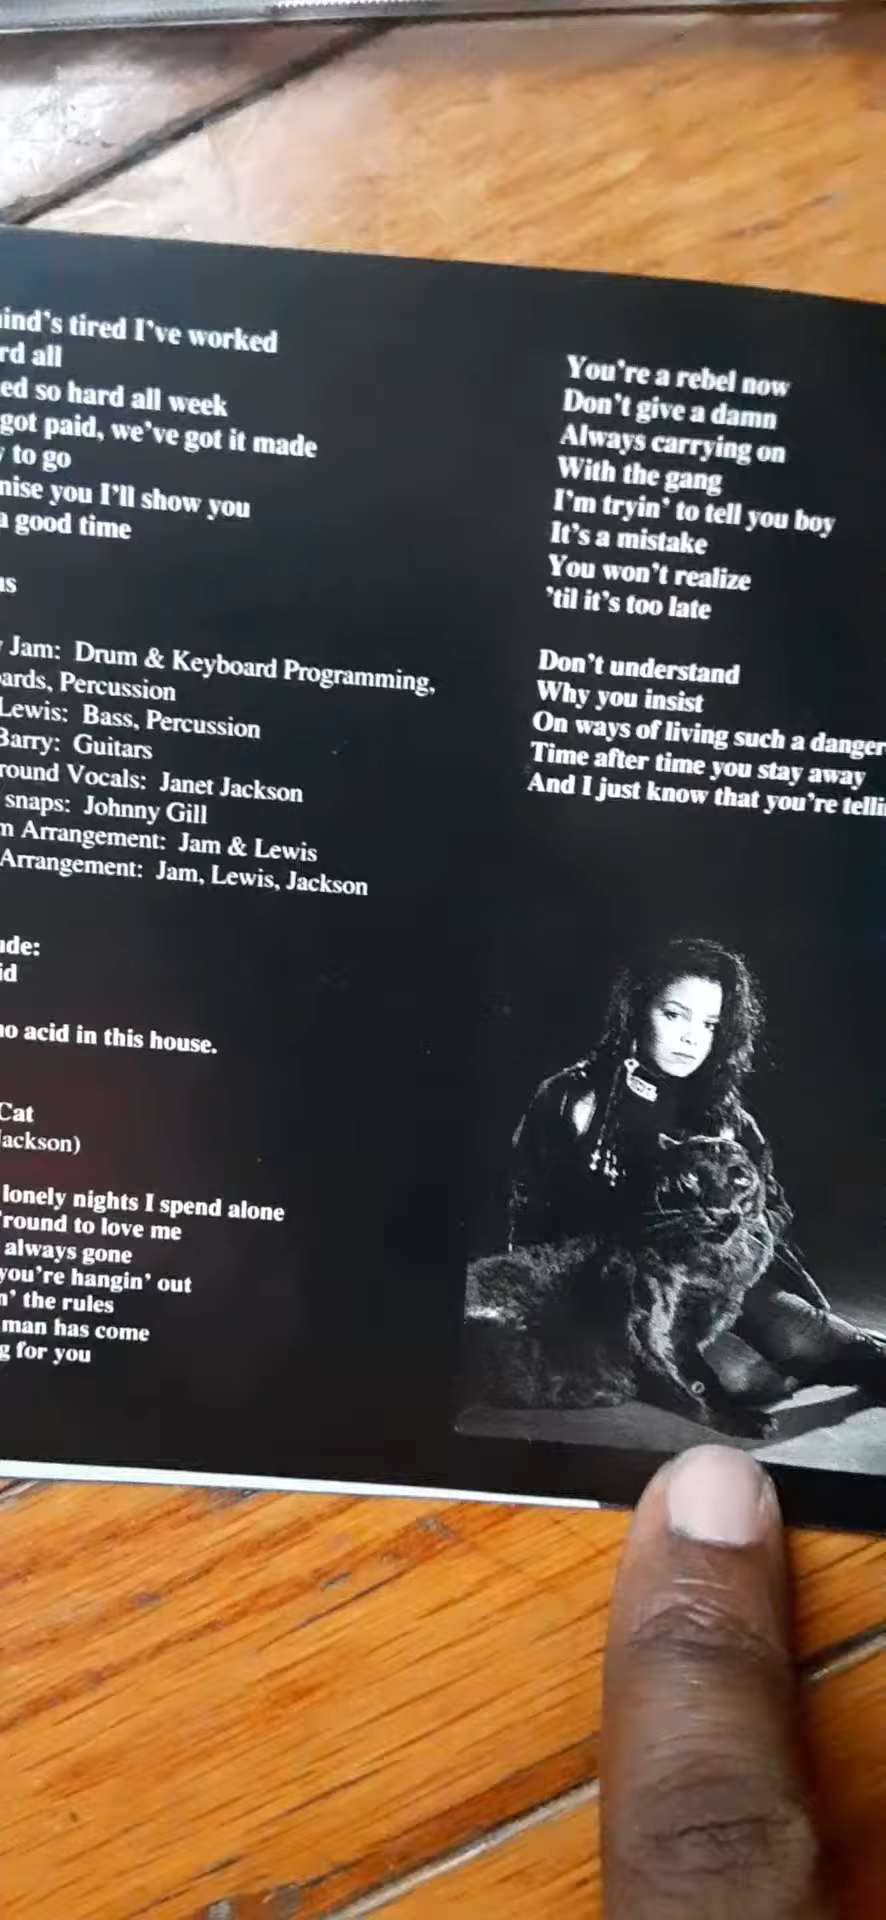 ind's tired I've worked
rd all
ed so hard all week
got paid, we've got it made
to go
mise you I'll show you
a good time
ns
Jam: Drum & Keyboard Programming,
ards, Percussion
Lewis: Bass, Percussion
Barry: Guitars
round Vocals: Janet Jackson
snaps: Johnny Gill
m Arrangement: Jam & Lewis
Arrangement: Jam, Lewis, Jackson
ude:
id
no acid in this house.
Cat
Jackson)
lonely nights I spend alone
'round to love me
always gone
you're hangin' out
n' the rules
man has come
g for you
You're a rebel now
Don't give a damn
Always carrying on
With the gang
I'm tryin' to tell you boy
It's a mistake
You won't realize
'til it's too late
Don't understand
Why you insist
On ways of living such a danger
Time after time you stay away
And I just know that you're telli